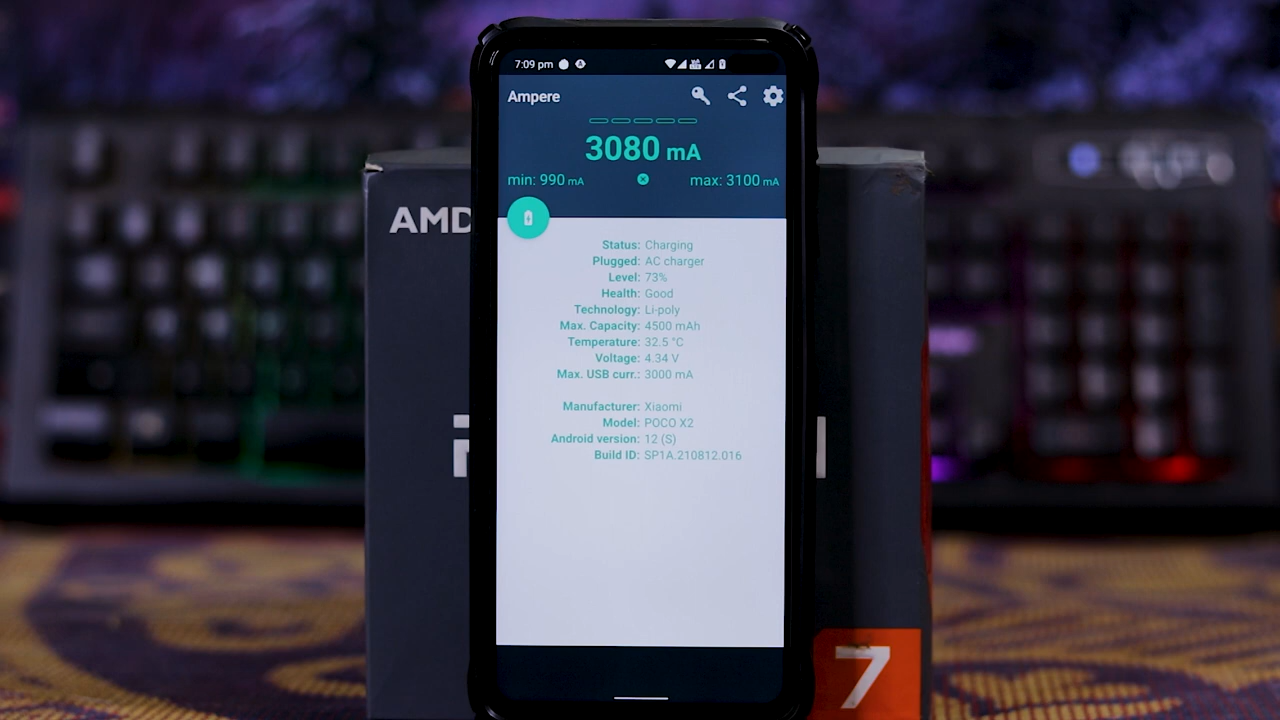 7:09 pm
Ampere
3080 mA
min: 990 mA
max: 3100 mA
AMD
Status: Charging
Plugged: AC charger
Level: 73%
Health: Good
Technology: Li-poly
Max. Capacity: 4500 mAh
Temperature: 32.5 °C
Voltage: 4.34 V
Max. USB curr.: 3000 mA
Manufacturer: Xiaomi
Model: POCO X2
Android version: 12 (S)
Build ID: SP1A.210812.016
7